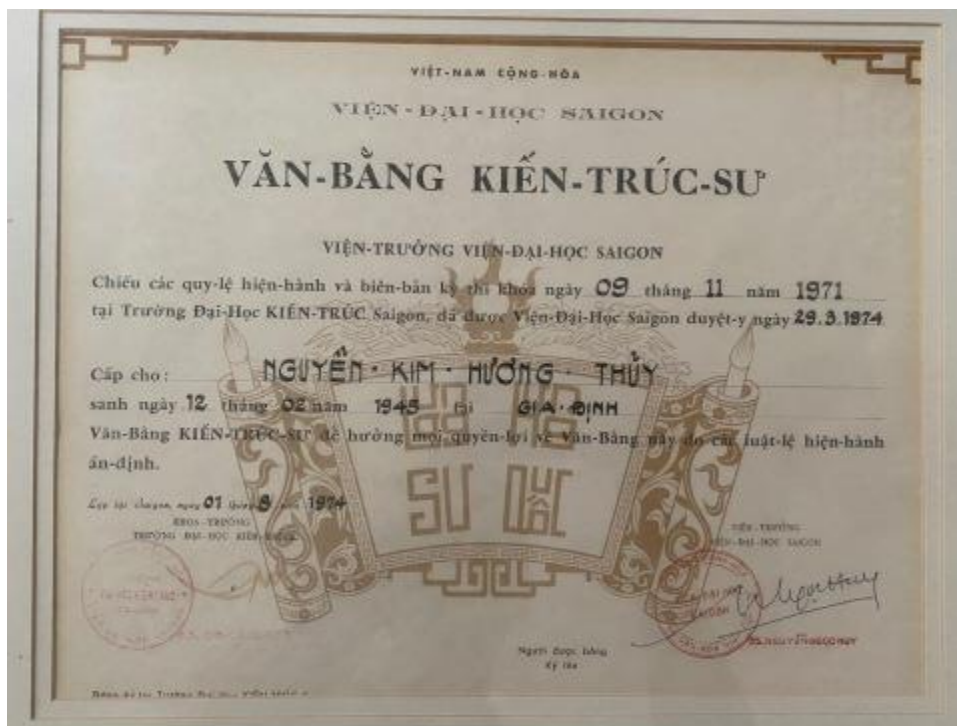 VIỆT-NAM CỘNG-HÒA
VIỆN-ĐẠI-HỌC SAIGON
VĂN-BẰNG KIẾN-TRÚC-SƯ
VIỆN-TRƯỞNG VIỆN-ĐẠI-HỌC SAIGON
Chiếu các quy-lệ hiện-hành và biên-bản kỳ thi khóa ngày 09 tháng 11 năm 1971
tại Trường Đại-Học KIẾN-TRÚC Saigon, đã được Viện-Đại-Học Saigon duyệt-y ngày 29.3.1974
Cấp cho: NGUYỄN · KIM · HƯƠNG · THỦY
sanh ngày 12 tháng 02 năm 1945 tại GIA·ĐỊNH
Văn-Bằng KIẾN-TRÚC-SƯ để hưởng mọi quyền-lợi về Văn-Bằng này do các luật-lệ hiện-hành
ấn-định.
Lập tại Saigon, ngày 01 tháng 8 năm 1974
KHOA-TRƯỞNG
TRƯỜNG ĐẠI-HỌC KIẾN-TRÚC
VIỆN-TRƯỞNG
VIỆN-ĐẠI-HỌC SAIGON
GS.NGUYỄN NGỌC HUY
Người được bằng
Ký tên